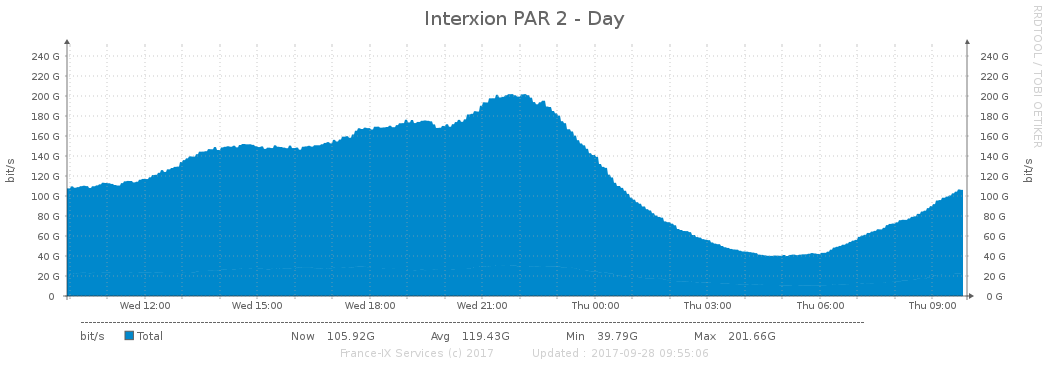 Interxion PAR 2 - Day
RRDTOOL / TOBI OETIKER
240 G 240 G
220 G 220 G
200 G 200 G
180 G 180 G
160 G 160 G
140 G 140 G
120 G 120 G
100 G 100 G
80 G 80 G
60 G 60 G
40 G 40 G
20 G 20 G
0 0 G
bit/s
bit/s
Wed 12:00 Wed 15:00 Wed 18:00 Wed 21:00 Thu 00:00 Thu 03:00 Thu 06:00 Thu 09:00
bit/s Total Now 105.92G Avg 119.43G Min 39.79G Max 201.66G
France-IX Services (c) 2017 Updated : 2017-09-28 09:55:06